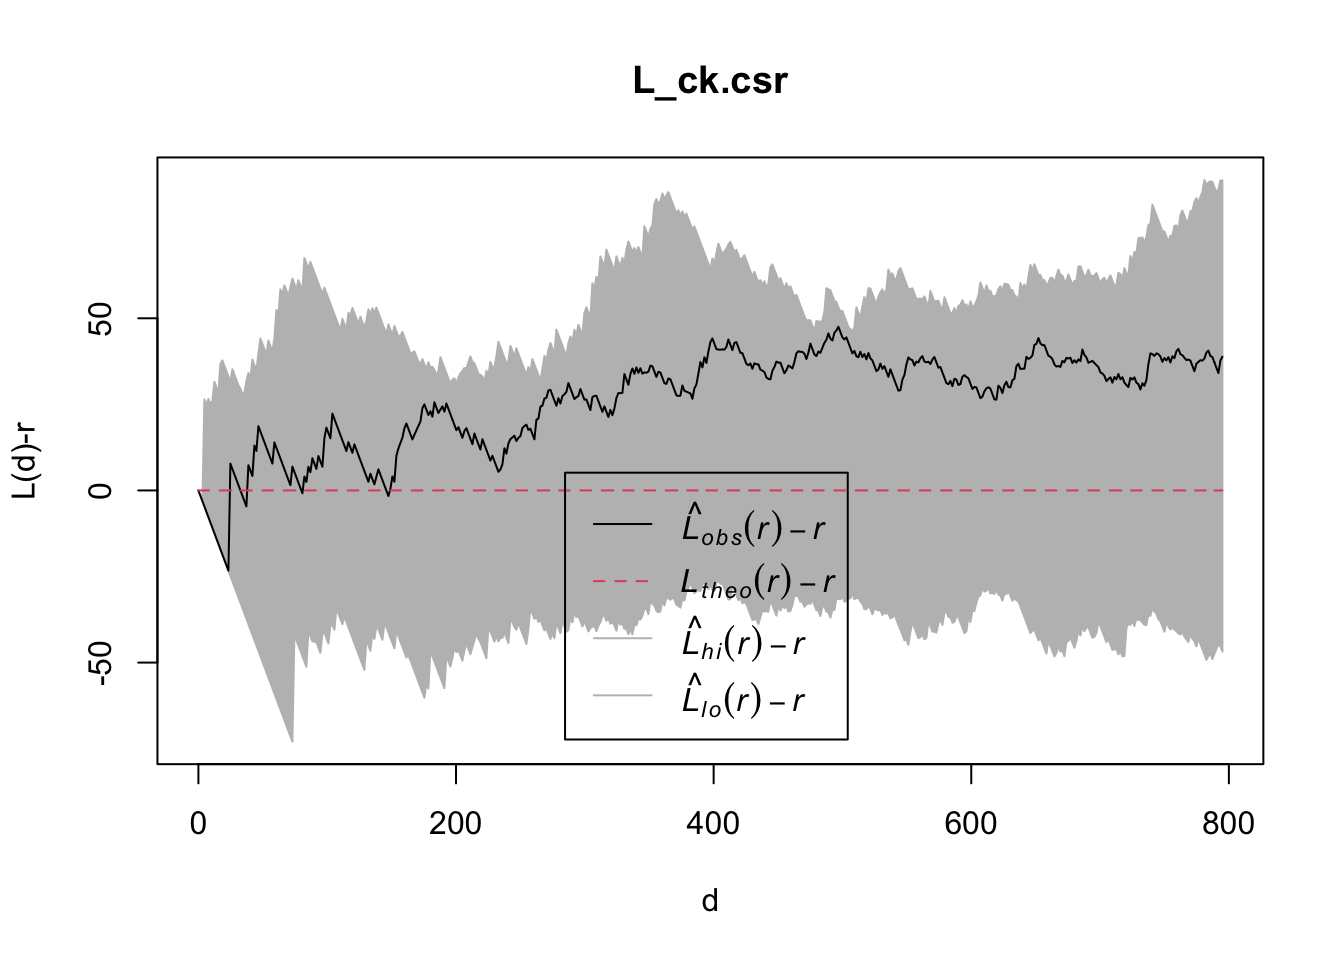 L_ck.csr
L(d)-r
50
0
-50
L̂obs(r) – r
Ltheo(r) – r
L̂hi(r) – r
L̂lo(r) – r
0 200 400 600 800
d